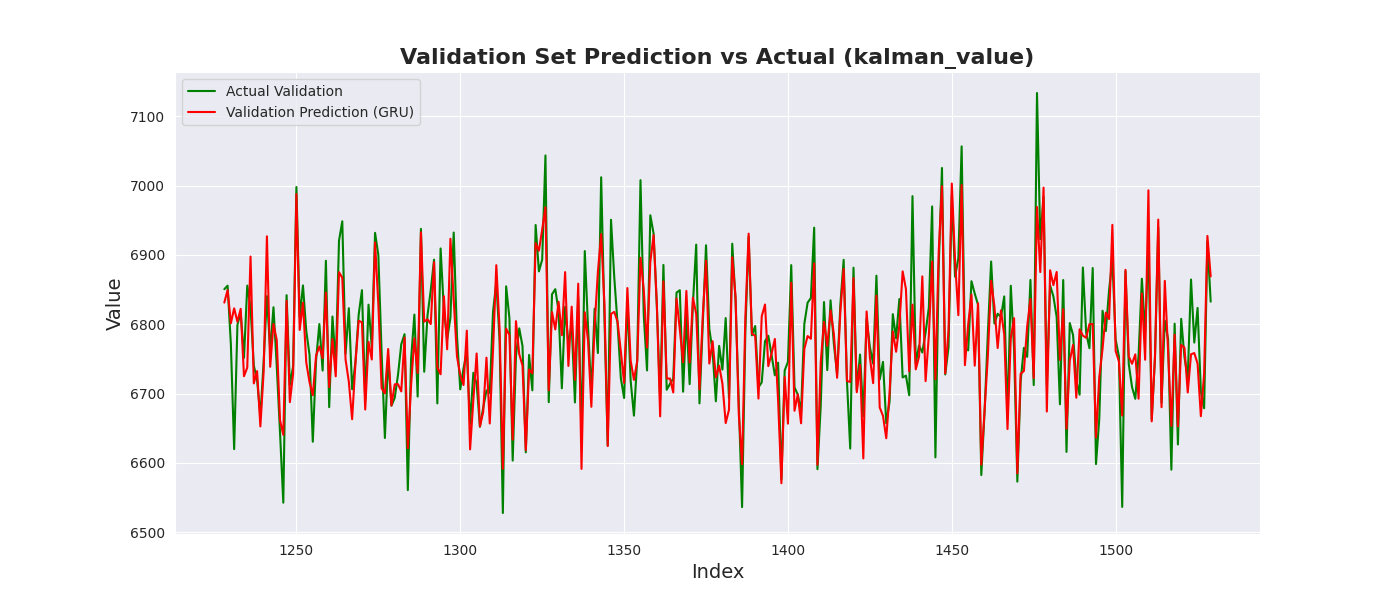 Validation Set Prediction vs Actual (kalman_value)
Actual Validation
Validation Prediction (GRU)
Value
7100
7000
6900
6800
6700
6600
6500
1250 1300 1350 1400 1450 1500
Index